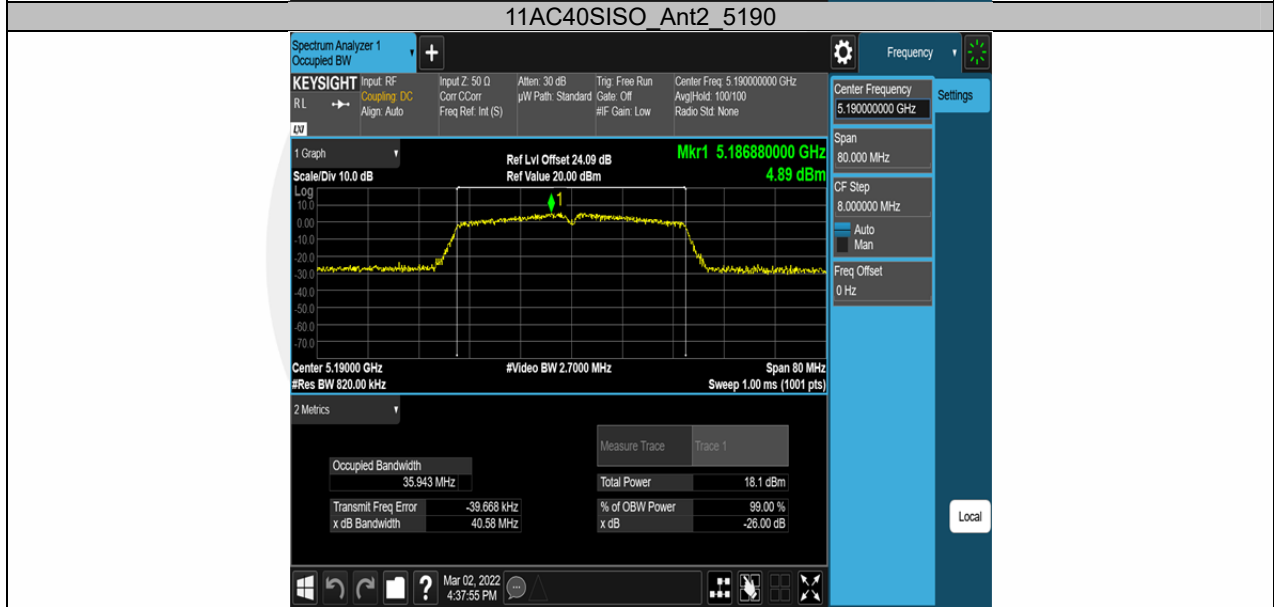 11AC40SISO_Ant2_5190
Spectrum Analyzer 1
Occupied BW
+
Frequency
KEYSIGHT
RL
LXI
Input: RF
Coupling: DC
Align: Auto
Input Z: 50 Ω
Corr CCorr
Freq Ref: Int (S)
Atten: 30 dB
µW Path: Standard
Trig: Free Run
Gate: Off
#IF Gain: Low
Center Freq: 5.190000000 GHz
Avg|Hold: 100/100
Radio Std: None
Center Frequency
5.190000000 GHz
Settings
Span
80.000 MHz
CF Step
8.000000 MHz
Auto
Man
Freq Offset
0 Hz
1 Graph
Ref Lvl Offset 24.09 dB
Mkr1 5.186880000 GHz
Scale/Div 10.0 dB
Ref Value 20.00 dBm
4.89 dBm
Log
10.0
0.00
-10.0
-20.0
-30.0
-40.0
-50.0
-60.0
-70.0
1
Center 5.19000 GHz
#Video BW 2.7000 MHz
Span 80 MHz
#Res BW 820.00 kHz
Sweep 1.00 ms (1001 pts)
2 Metrics
Measure Trace
Trace 1
Occupied Bandwidth
35.943 MHz
Total Power
18.1 dBm
Transmit Freq Error
-39.668 kHz
% of OBW Power
99.00 %
x dB Bandwidth
40.58 MHz
x dB
-26.00 dB
Local
?
Mar 02, 2022
4:37:55 PM